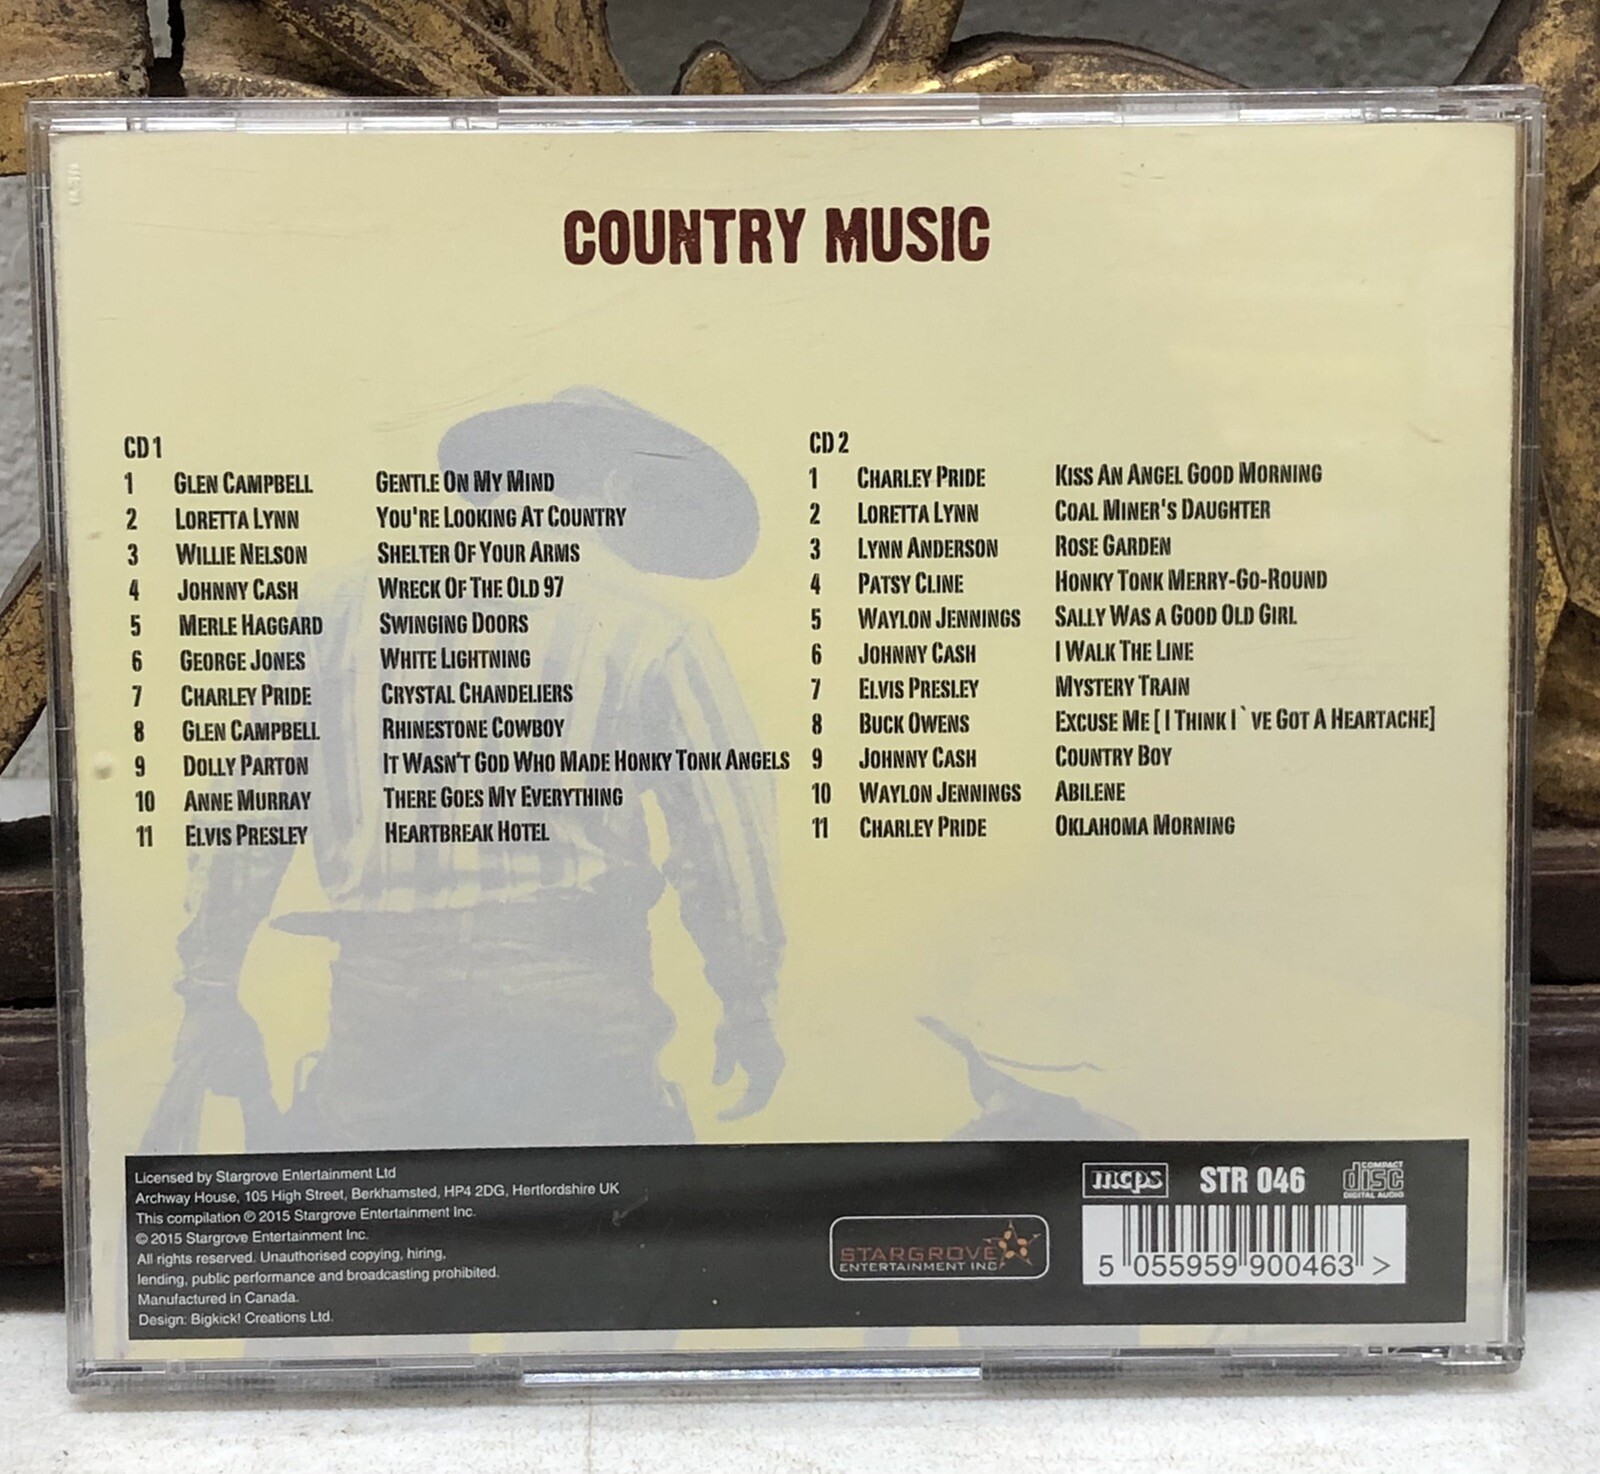 COUNTRY MUSIC
CD 1
1 GLEN CAMPBELL GENTLE ON MY MIND
2 LORETTA LYNN YOU'RE LOOKING AT COUNTRY
3 WILLIE NELSON SHELTER OF YOUR ARMS
4 JOHNNY CASH WRECK OF THE OLD 97
5 MERLE HAGGARD SWINGING DOORS
6 GEORGE JONES WHITE LIGHTNING
7 CHARLEY PRIDE CRYSTAL CHANDELIERS
8 GLEN CAMPBELL RHINESTONE COWBOY
9 DOLLY PARTON IT WASN'T GOD WHO MADE HONKY TONK ANGELS
10 ANNE MURRAY THERE GOES MY EVERYTHING
11 ELVIS PRESLEY HEARTBREAK HOTEL
CD 2
1 CHARLEY PRIDE KISS AN ANGEL GOOD MORNING
2 LORETTA LYNN COAL MINER'S DAUGHTER
3 LYNN ANDERSON ROSE GARDEN
4 PATSY CLINE HONKY TONK MERRY-GO-ROUND
5 WAYLON JENNINGS SALLY WAS A GOOD OLD GIRL
6 JOHNNY CASH I WALK THE LINE
7 ELVIS PRESLEY MYSTERY TRAIN
8 BUCK OWENS EXCUSE ME [ I THINK I`VE GOT A HEARTACHE]
9 JOHNNY CASH COUNTRY BOY
10 WAYLON JENNINGS ABILENE
11 CHARLEY PRIDE OKLAHOMA MORNING
Licensed by Stargrove Entertainment Ltd
Archway House, 105 High Street, Berkhamsted, HP4 2DG, Hertfordshire UK
This compilation ℗ 2015 Stargrove Entertainment Inc.
© 2015 Stargrove Entertainment Inc.
All rights reserved. Unauthorised copying, hiring,
lending, public performance and broadcasting prohibited.
Manufactured in Canada.
Design: Bigkick! Creations Ltd.
STARGROVE
ENTERTAINMENT INC
mcps STR 046 COMPACT disc DIGITAL AUDIO
5 055959 900463 >